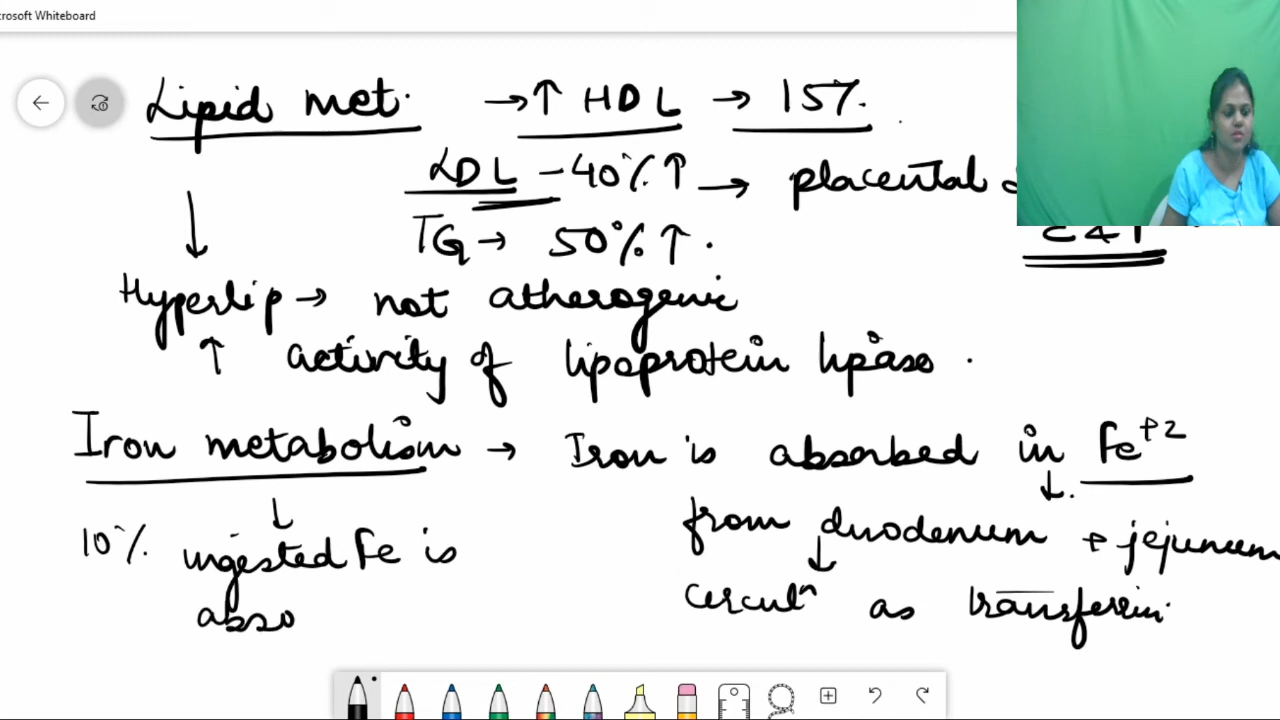 rosoft Whiteboard
Lipid met. →↑ HDL → 15%.
LDL - 40% ↑ → placental
TG → 50% ↑.
↓
Hyperlip → not atherogenic
↑ activity of lipoprotein lipase.
Iron metabolism → Iron is absorbed in Fe+2
↓ from duodenum + jejunum
10% ingested Fe is absо
↓ circulⁿ as transferrin